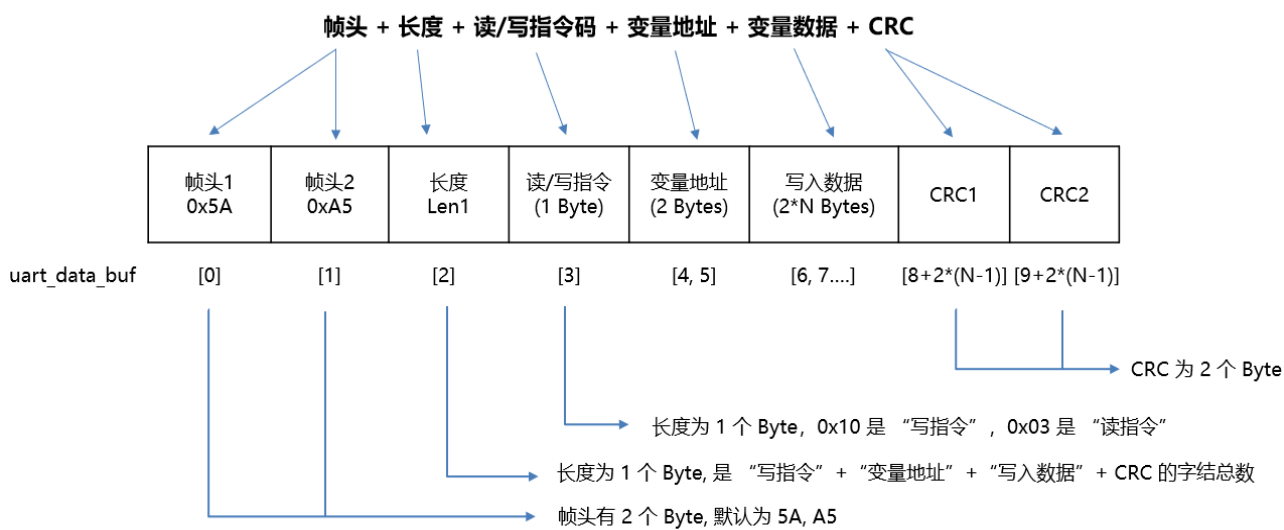 帧头 + 长度 + 读/写指令码 + 变量地址 + 变量数据 + CRC
帧头1
0x5A
帧头2
0xA5
长度
Len1
读/写指令
(1 Byte)
变量地址
(2 Bytes)
写入数据
(2*N Bytes)
CRC1
CRC2
uart_data_buf
[0]
[1]
[2]
[3]
[4, 5]
[6, 7....]
[8+2*(N-1)]
[9+2*(N-1)]
CRC 为 2 个 Byte
长度为 1 个 Byte，0x10 是 “写指令”，0x03 是 “读指令”
长度为 1 个 Byte, 是 “写指令” + “变量地址” + “写入数据” + CRC 的字结总数
帧头有 2 个 Byte, 默认为 5A, A5